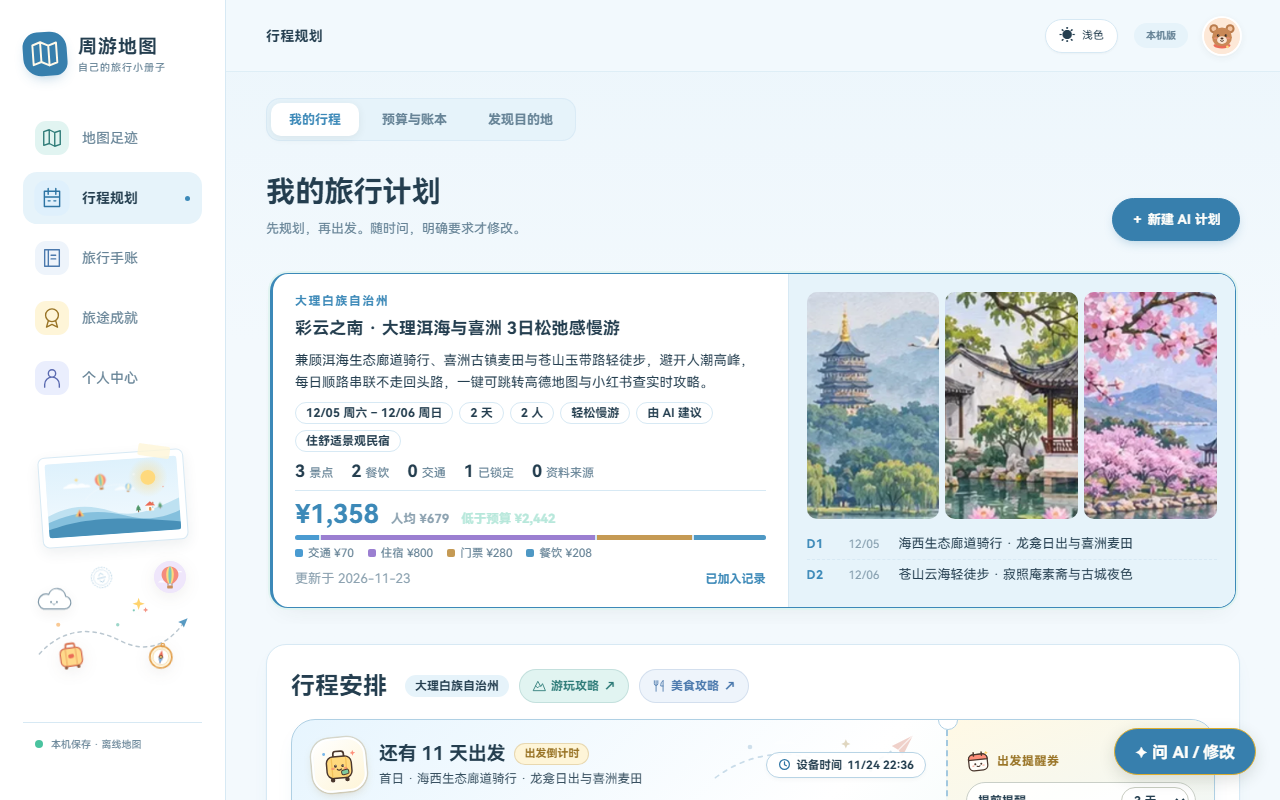 周游地图
自己的旅行小册子
地图足迹
行程规划
旅行手账
旅途成就
个人中心
本机保存 · 离线地图
行程规划
浅色
本机版
我的行程
预算与账本
发现目的地
我的旅行计划
先规划，再出发。随时问，明确要求才修改。
+ 新建 AI 计划
大理白族自治州
彩云之南 · 大理洱海与喜洲 3日松弛感慢游
兼顾洱海生态廊道骑行、喜洲古镇麦田与苍山玉带路轻徒步，避开人潮高峰，
每日顺路串联不走回头路，一键可跳转高德地图与小红书查实时攻略。
12/05 周六 – 12/06 周日
2 天
2 人
轻松慢游
由 AI 建议
住舒适景观民宿
3 景点 2 餐饮 0 交通 1 已锁定 0 资料来源
¥1,358 人均 ¥679 低于预算 ¥2,442
交通 ¥70 住宿 ¥800 门票 ¥280 餐饮 ¥208
更新于 2026-11-23
已加入记录
D1 12/05 海西生态廊道骑行 · 龙龛日出与喜洲麦田
D2 12/06 苍山云海轻徒步 · 寂照庵素斋与古城夜色
行程安排
大理白族自治州
游玩攻略 ↗
美食攻略 ↗
还有 11 天出发
出发倒计时
首日 · 海西生态廊道骑行 · 龙龛日出与喜洲麦田
设备时间 11/24 22:36
出发提醒券
提前提醒
3 天
✦ 问 AI / 修改